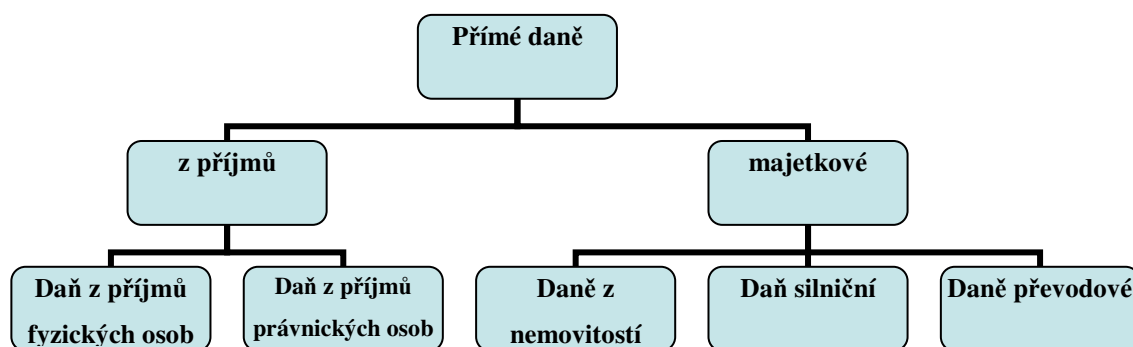 Přímé daně
z příjmů
majetkové
Daň z příjmů
fyzických osob
Daň z příjmů
právnických osob
Daně z
nemovitostí
Daň silniční
Daně převodové